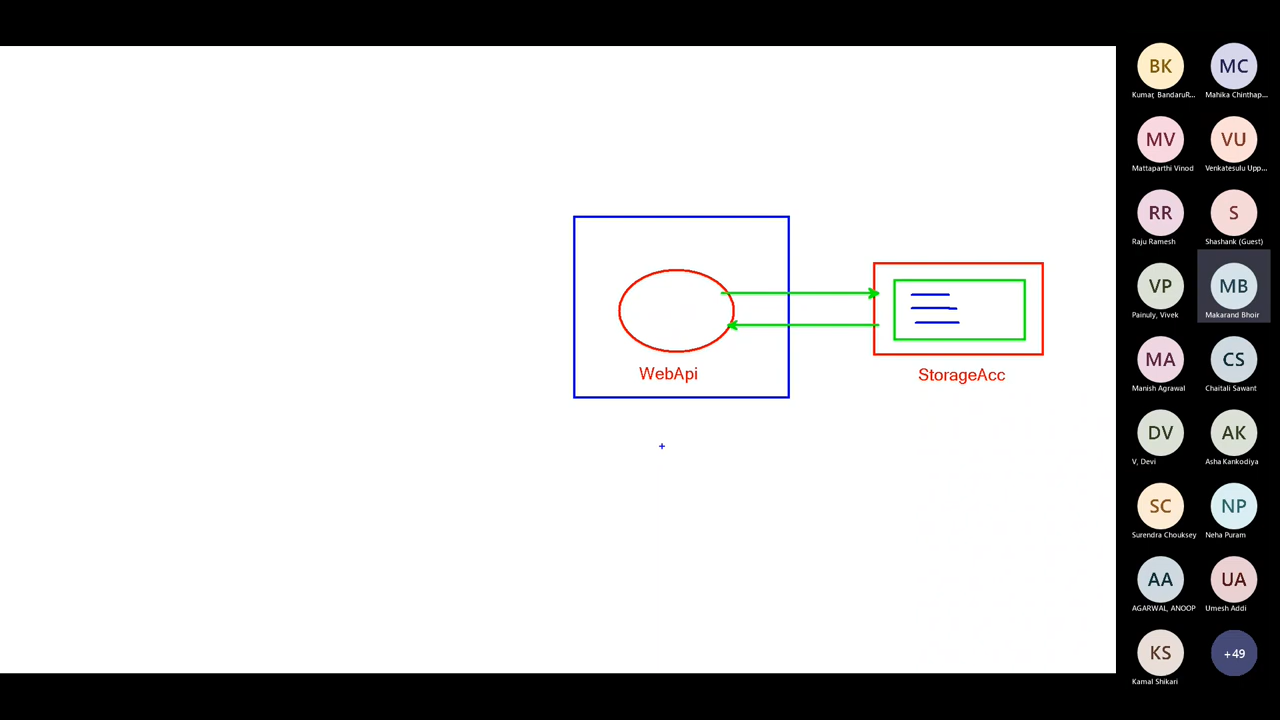 WebApi
StorageAcc
BK
Kumar, BandaruR...
MC
Mahika Chinthap...
MV
Mattaparthi Vinod
VU
Venkatesulu Upp...
RR
Raju Ramesh
S
Shashank (Guest)
VP
Painuly, Vivek
MB
Makarand Bhoir
MA
Manish Agrawal
CS
Chaitali Sawant
DV
V, Devi
AK
Asha Kankodiya
SC
Surendra Chouksey
NP
Neha Puram
AA
AGARWAL, ANOOP
UA
Umesh Addi
KS
Kamal Shikari
+49